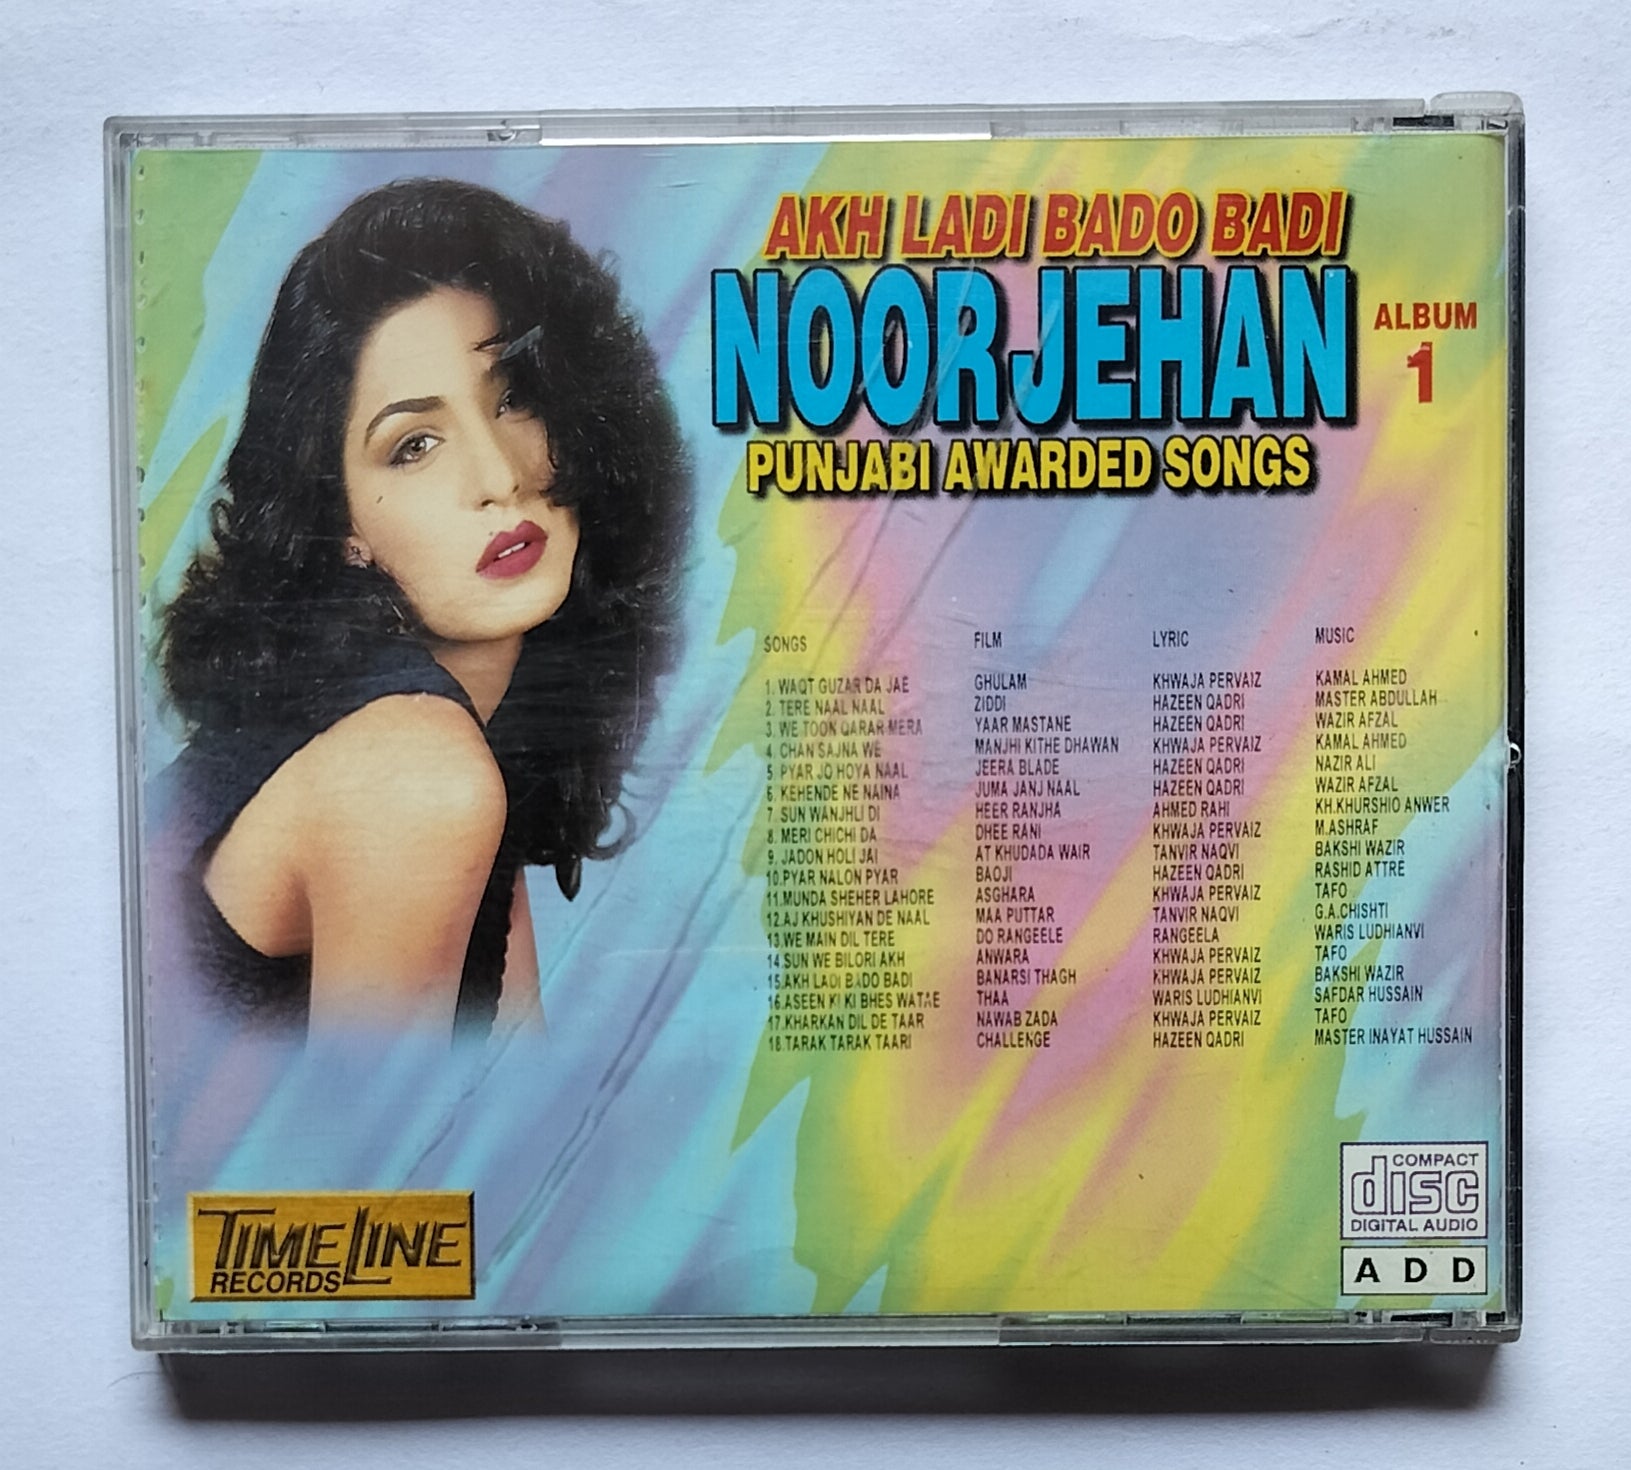 AKH LADI BADO BADI
NOOR JEHAN
ALBUM
1
PUNJABI AWARDED SONGS
SONGS FILM LYRIC MUSIC
1. WAQT GUZAR DA JAE GHULAM KHWAJA PERVAIZ KAMAL AHMED
2. TERE NAAL NAAL ZIDDI HAZEEN QADRI MASTER ABDULLAH
3. WE TOON QARAR MERA YAAR MASTANE HAZEEN QADRI WAZIR AFZAL
4. CHAN SAJNA WE MANJHI KITHE DHAWAN KHWAJA PERVAIZ KAMAL AHMED
5. PYAR JO HOYA NAAL JEERA BLADE HAZEEN QADRI NAZIR ALI
6. KEHENDE NE NAINA JUMA JANJ NAAL HAZEEN QADRI WAZIR AFZAL
7. SUN WANJHLI DI HEER RANJHA AHMED RAHI KH.KHURSHIO ANWER
8. MERI CHICHI DA DHEE RANI KHWAJA PERVAIZ M.ASHRAF
9. JADON HOLI JAI AT KHUDADA WAIR TANVIR NAQVI BAKSHI WAZIR
10.PYAR NALON PYAR BAOJI HAZEEN QADRI RASHID ATTRE
11.MUNDA SHEHER LAHORE ASGHARA KHWAJA PERVAIZ TAFO
12.AJ KHUSHIYAN DE NAAL MAA PUTTAR TANVIR NAQVI G.A.CHISHTI
13.WE MAIN DIL TERE DO RANGEELE RANGEELA WARIS LUDHIANVI
14.SUN WE BILORI AKH ANWARA KHWAJA PERVAIZ TAFO
15.AKH LADI BADO BADI BANARSI THAGH KHWAJA PERVAIZ BAKSHI WAZIR
16.ASEEN KI KI BHES WATAE THAA WARIS LUDHIANVI SAFDAR HUSSAIN
17.KHARKAN DIL DE TAAR NAWAB ZADA KHWAJA PERVAIZ TAFO
18.TARAK TARAK TAARI CHALLENGE HAZEEN QADRI MASTER INAYAT HUSSAIN
TIMELINE
RECORDS
COMPACT
disc
DIGITAL AUDIO
A D D